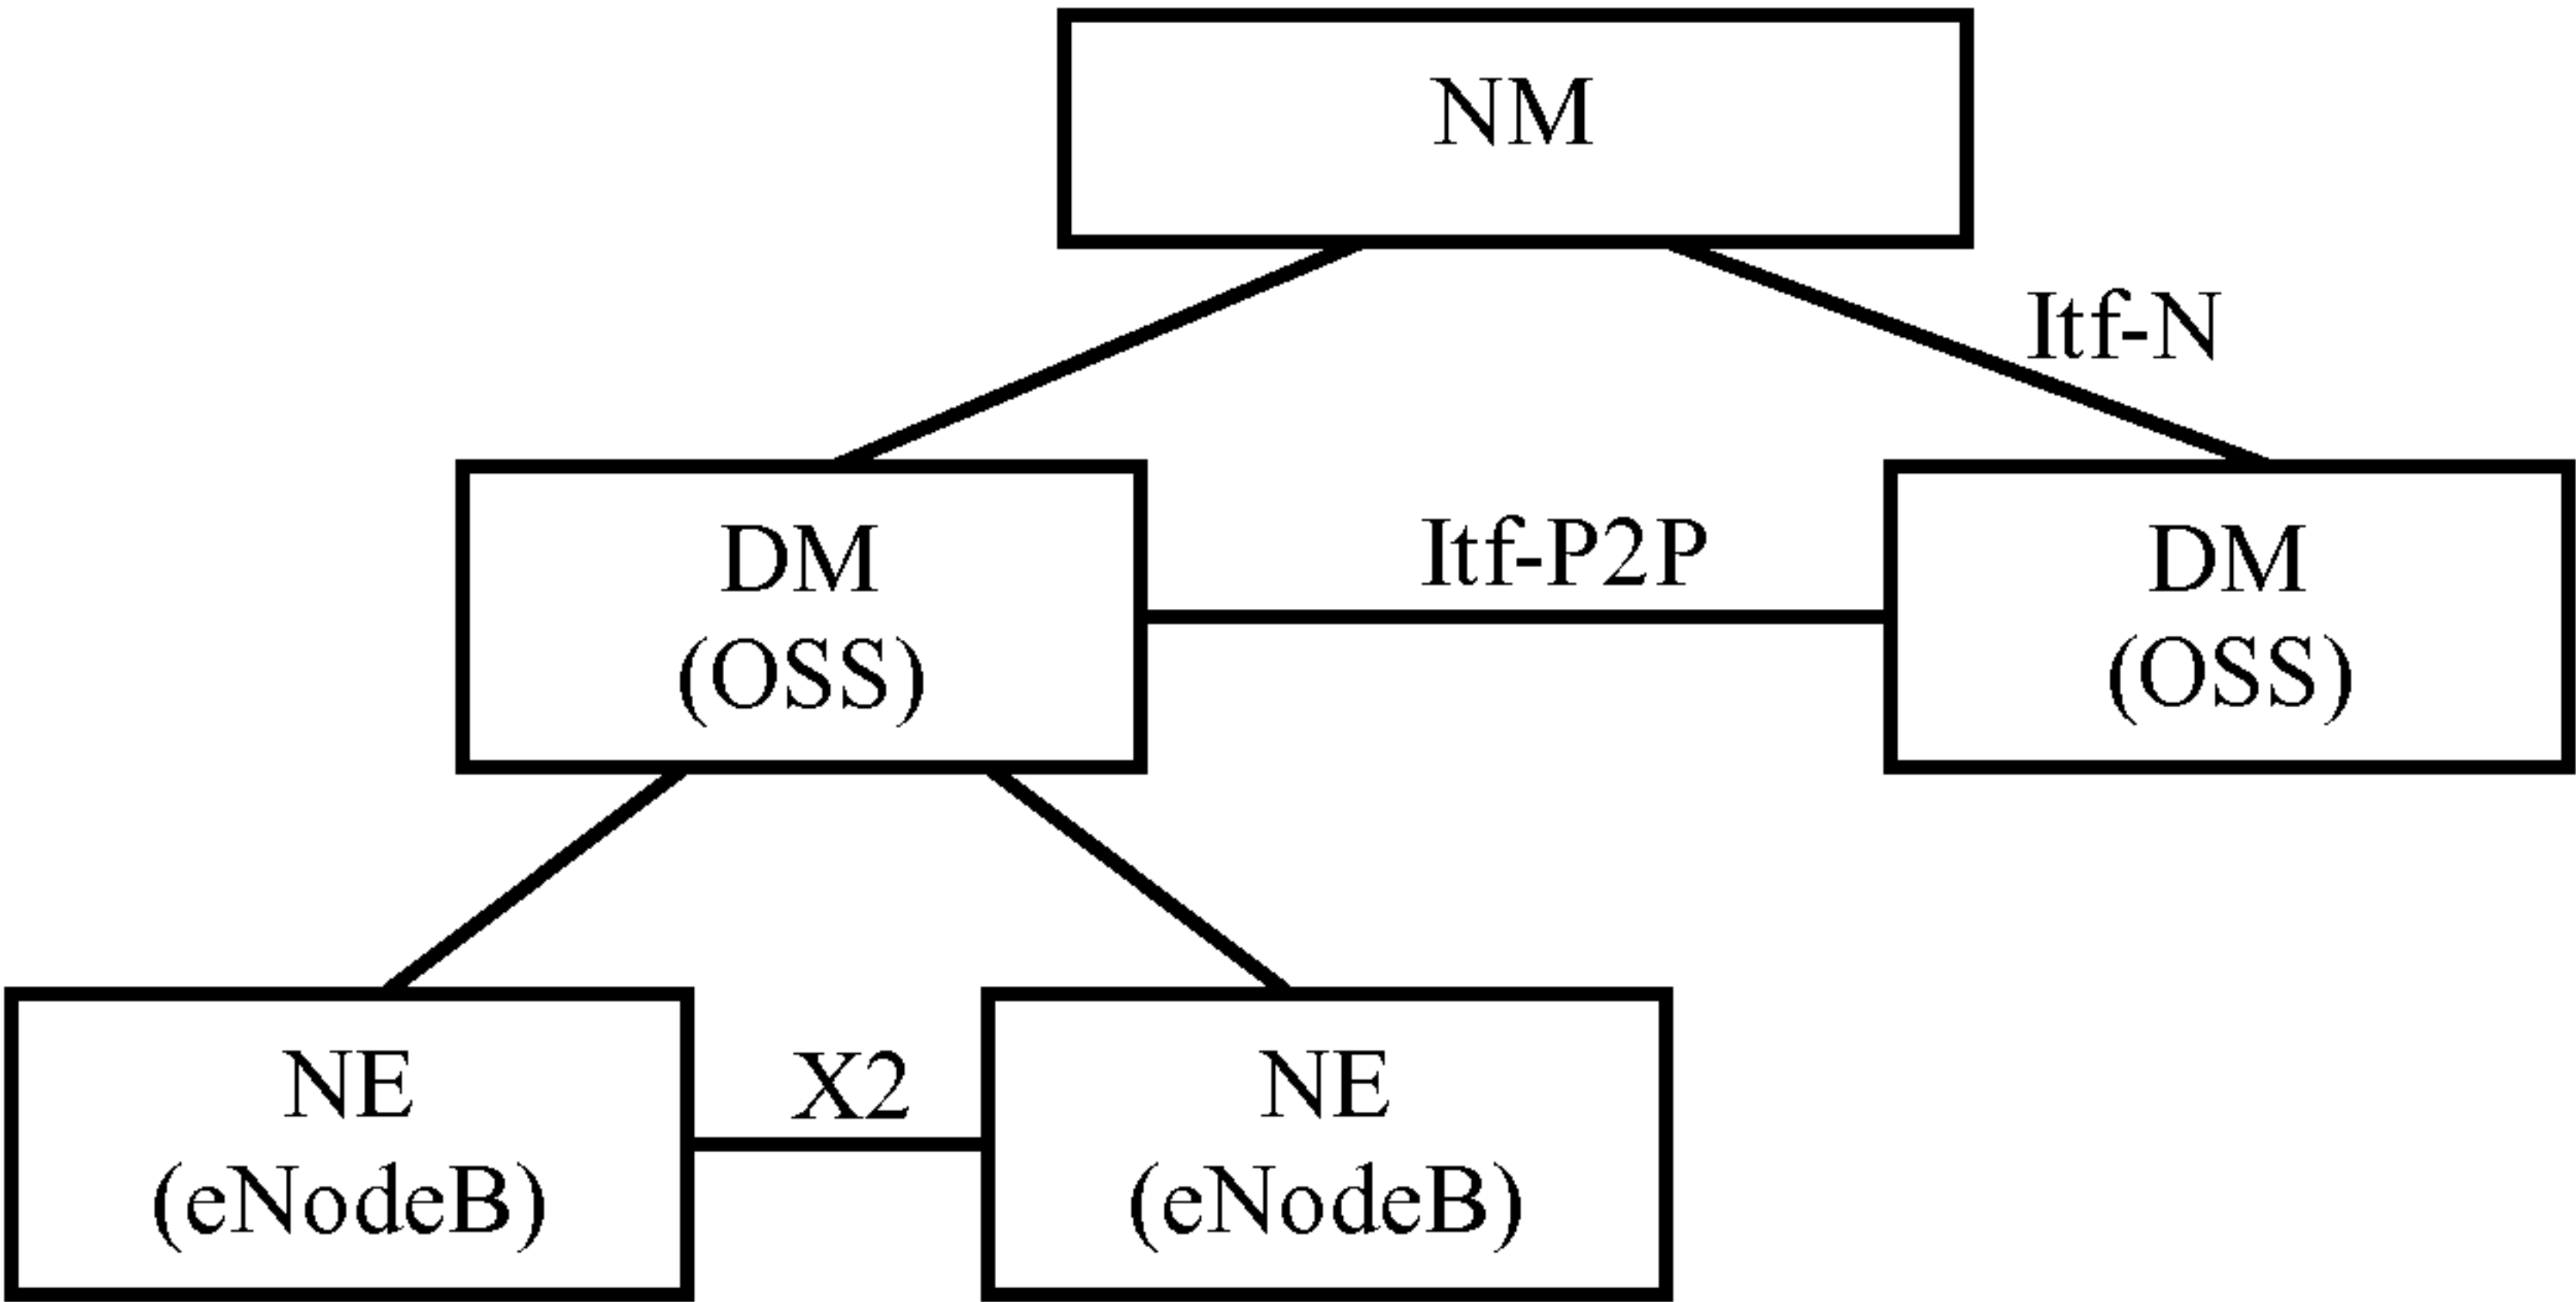 NM
Itf-N
DM
(OSS)
Itf-P2P
DM
(OSS)
NE
(eNodeB)
X2
NE
(eNodeB)